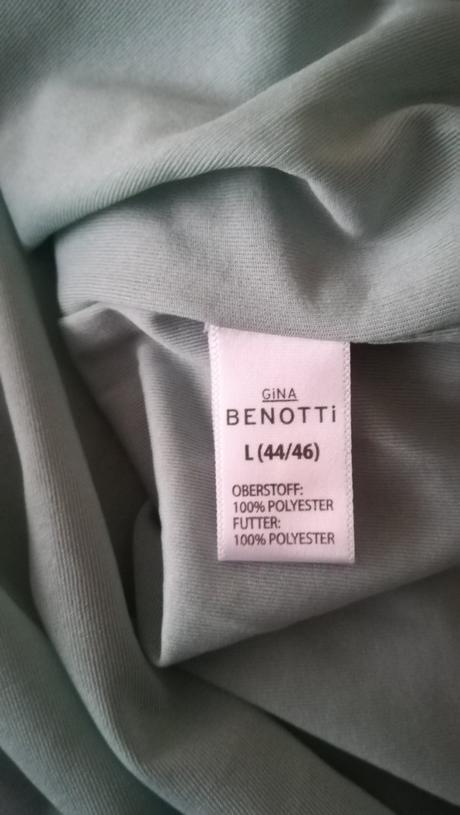 GiNA
BENOTTi
L (44/46)
OBERSTOFF:
100% POLYESTER
FUTTER:
100% POLYESTER